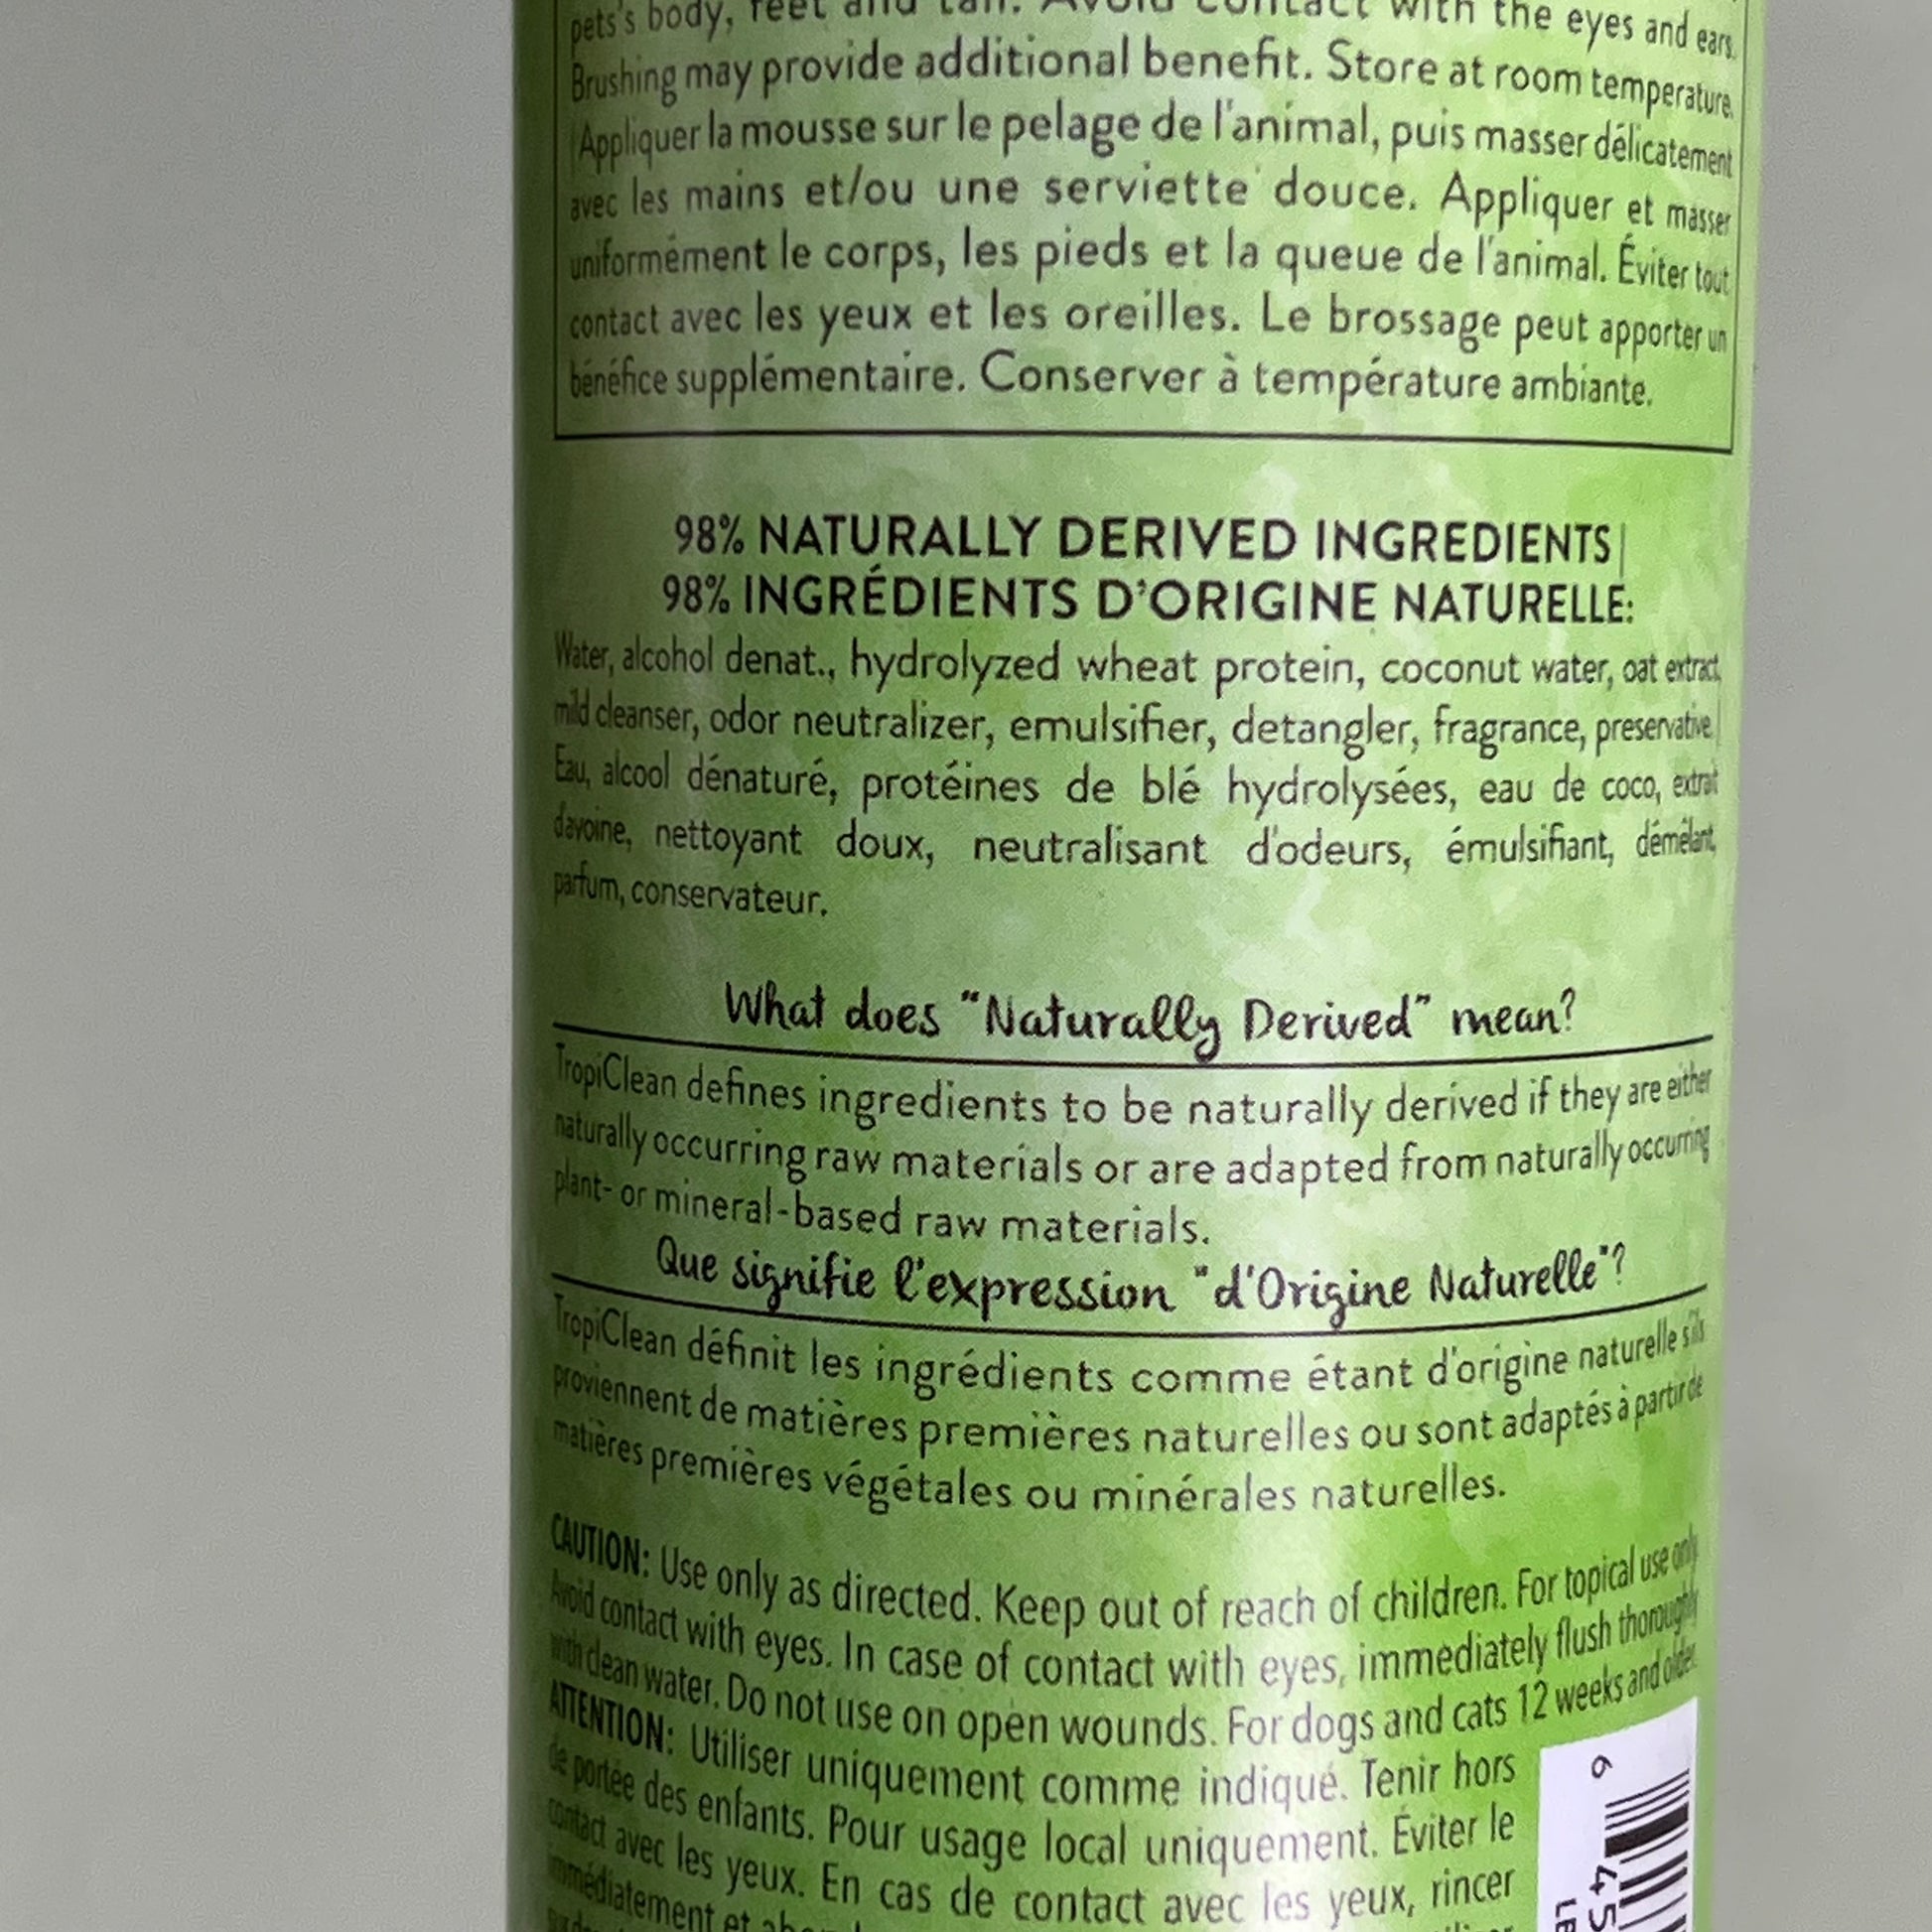 pets's body, feet and tail. Avoid contact with the eyes and ears.
Brushing may provide additional benefit. Store at room temperature.
Appliquer la mousse sur le pelage de l'animal, puis masser délicatement
avec les mains et/ou une serviette douce. Appliquer et masser
uniformément le corps, les pieds et la queue de l'animal. Éviter tout
contact avec les yeux et les oreilles. Le brossage peut apporter un
bénéfice supplémentaire. Conserver à température ambiante.
98% NATURALLY DERIVED INGREDIENTS |
98% INGRÉDIENTS D'ORIGINE NATURELLE:
Water, alcohol denat., hydrolyzed wheat protein, coconut water, oat extract,
mild cleanser, odor neutralizer, emulsifier, detangler, fragrance, preservative. |
Eau, alcool dénaturé, protéines de blé hydrolysées, eau de coco, extrait
d'avoine, nettoyant doux, neutralisant d'odeurs, émulsifiant, démêlant,
parfum, conservateur.
What does "Naturally Derived" mean?
TropiClean defines ingredients to be naturally derived if they are either
naturally occurring raw materials or are adapted from naturally occurring
plant- or mineral-based raw materials.
Que signifie l'expression "d'Origine Naturelle"?
TropiClean définit les ingrédients comme étant d'origine naturelle s'ils
proviennent de matières premières naturelles ou sont adaptés à partir de
matières premières végétales ou minérales naturelles.
CAUTION: Use only as directed. Keep out of reach of children. For topical use only.
Avoid contact with eyes. In case of contact with eyes, immediately flush thoroughly
with clean water. Do not use on open wounds. For dogs and cats 12 weeks and older.
ATTENTION: Utiliser uniquement comme indiqué. Tenir hors
de portée des enfants. Pour usage local uniquement. Éviter le
contact avec les yeux. En cas de contact avec les yeux, rincer
immédiatement et
6 45